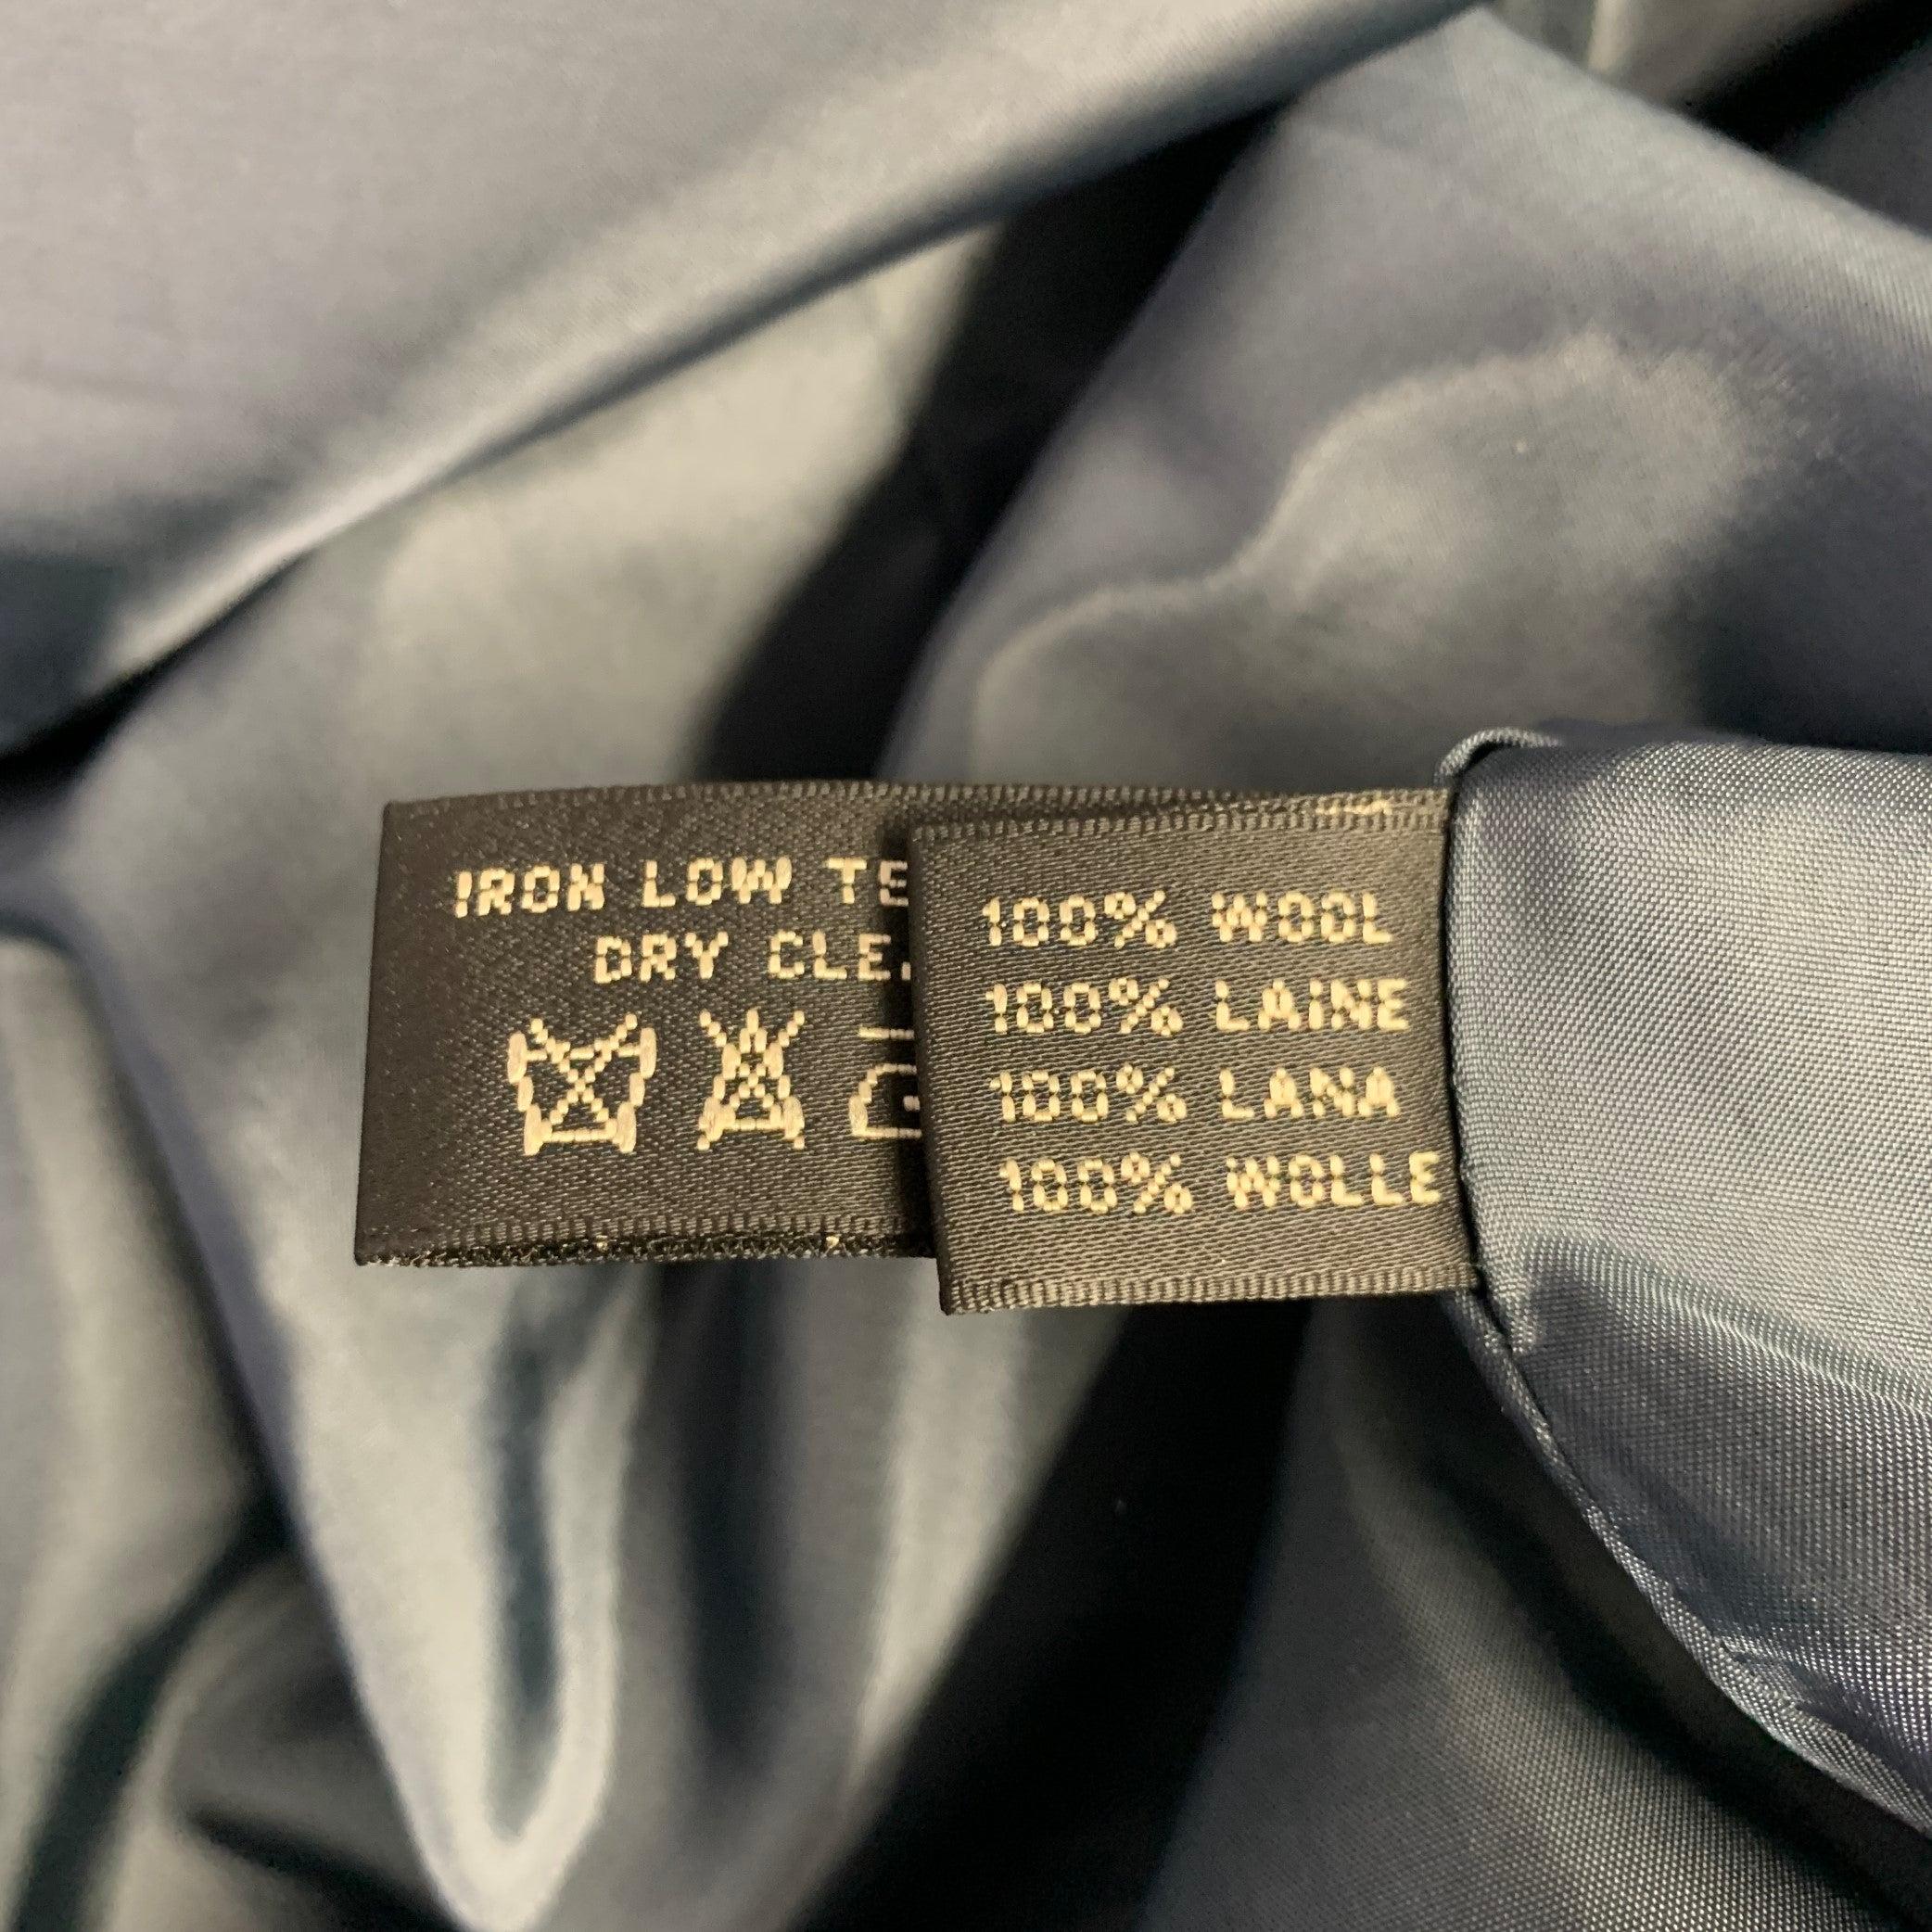 IRON LOW TE
DRY CLE
100% WOOL
100% LAINE
100% LANA
100% WOLLE